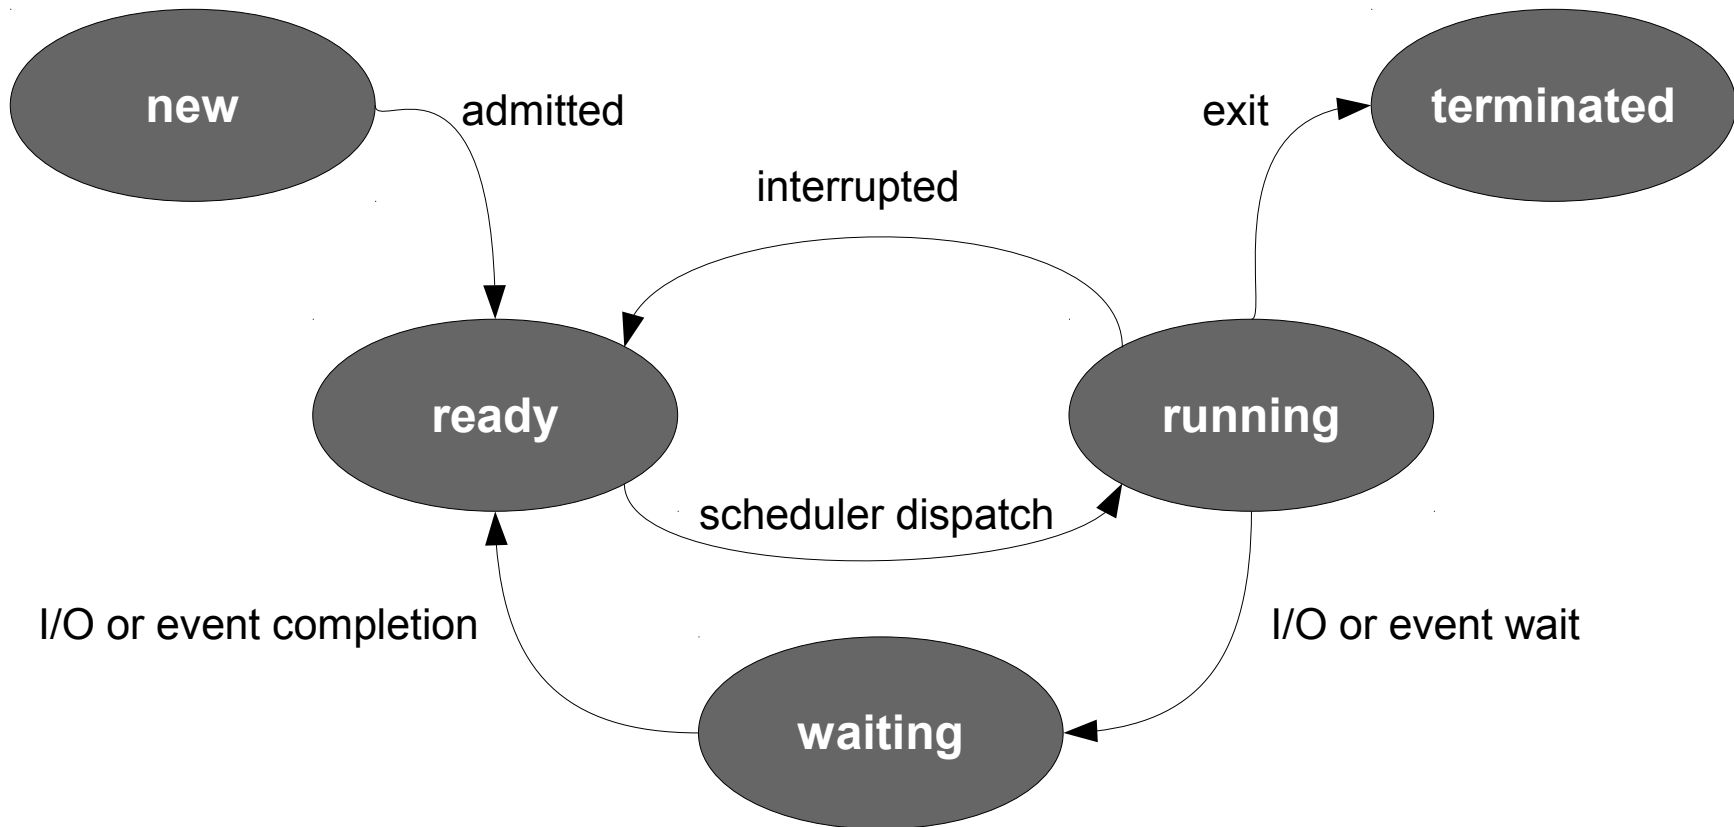 new
admitted
exit
terminated
interrupted
ready
running
scheduler dispatch
I/O or event completion
I/O or event wait
waiting